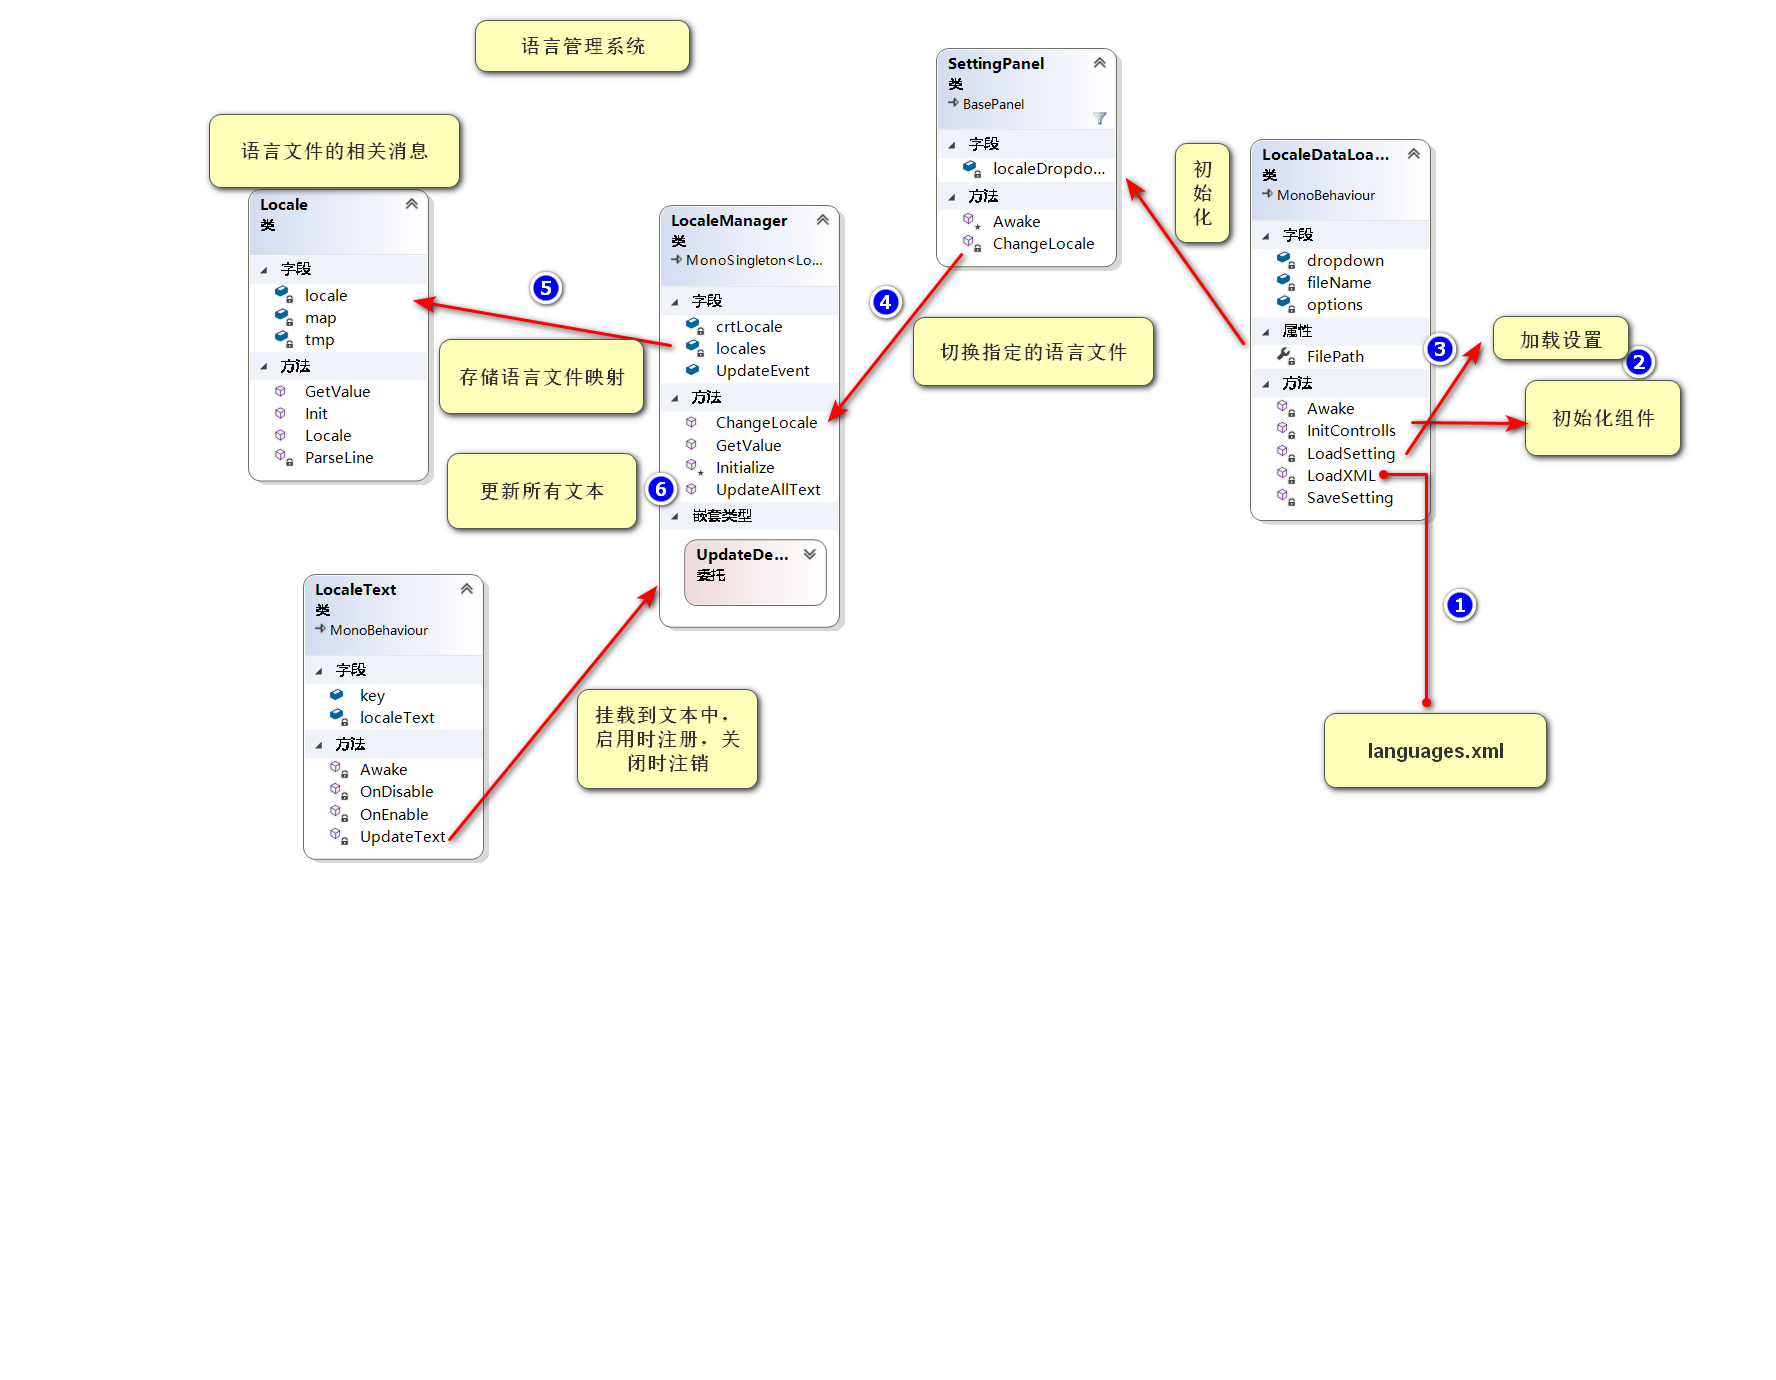 语言管理系统
语言文件的相关消息
Locale
类
字段
locale
map
tmp
方法
GetValue
Init
Locale
ParseLine
5
存储语言文件映射
更新所有文本
6
LocaleManager
类
MonoSingleton<Lo...
字段
crtLocale
locales
UpdateEvent
方法
ChangeLocale
GetValue
Initialize
UpdateAllText
嵌套类型
UpdateDe...
委托
LocaleText
类
MonoBehaviour
字段
key
localeText
方法
Awake
OnDisable
OnEnable
UpdateText
挂载到文本中，
启用时注册，关
闭时注销
SettingPanel
类
BasePanel
字段
localeDropdo...
方法
Awake
ChangeLocale
4
切换指定的语言文件
初
始
化
LocaleDataLoa...
类
MonoBehaviour
字段
dropdown
fileName
options
属性
FilePath
方法
Awake
InitControlls
LoadSetting
LoadXML
SaveSetting
3
加载设置
2
初始化组件
1
languages.xml